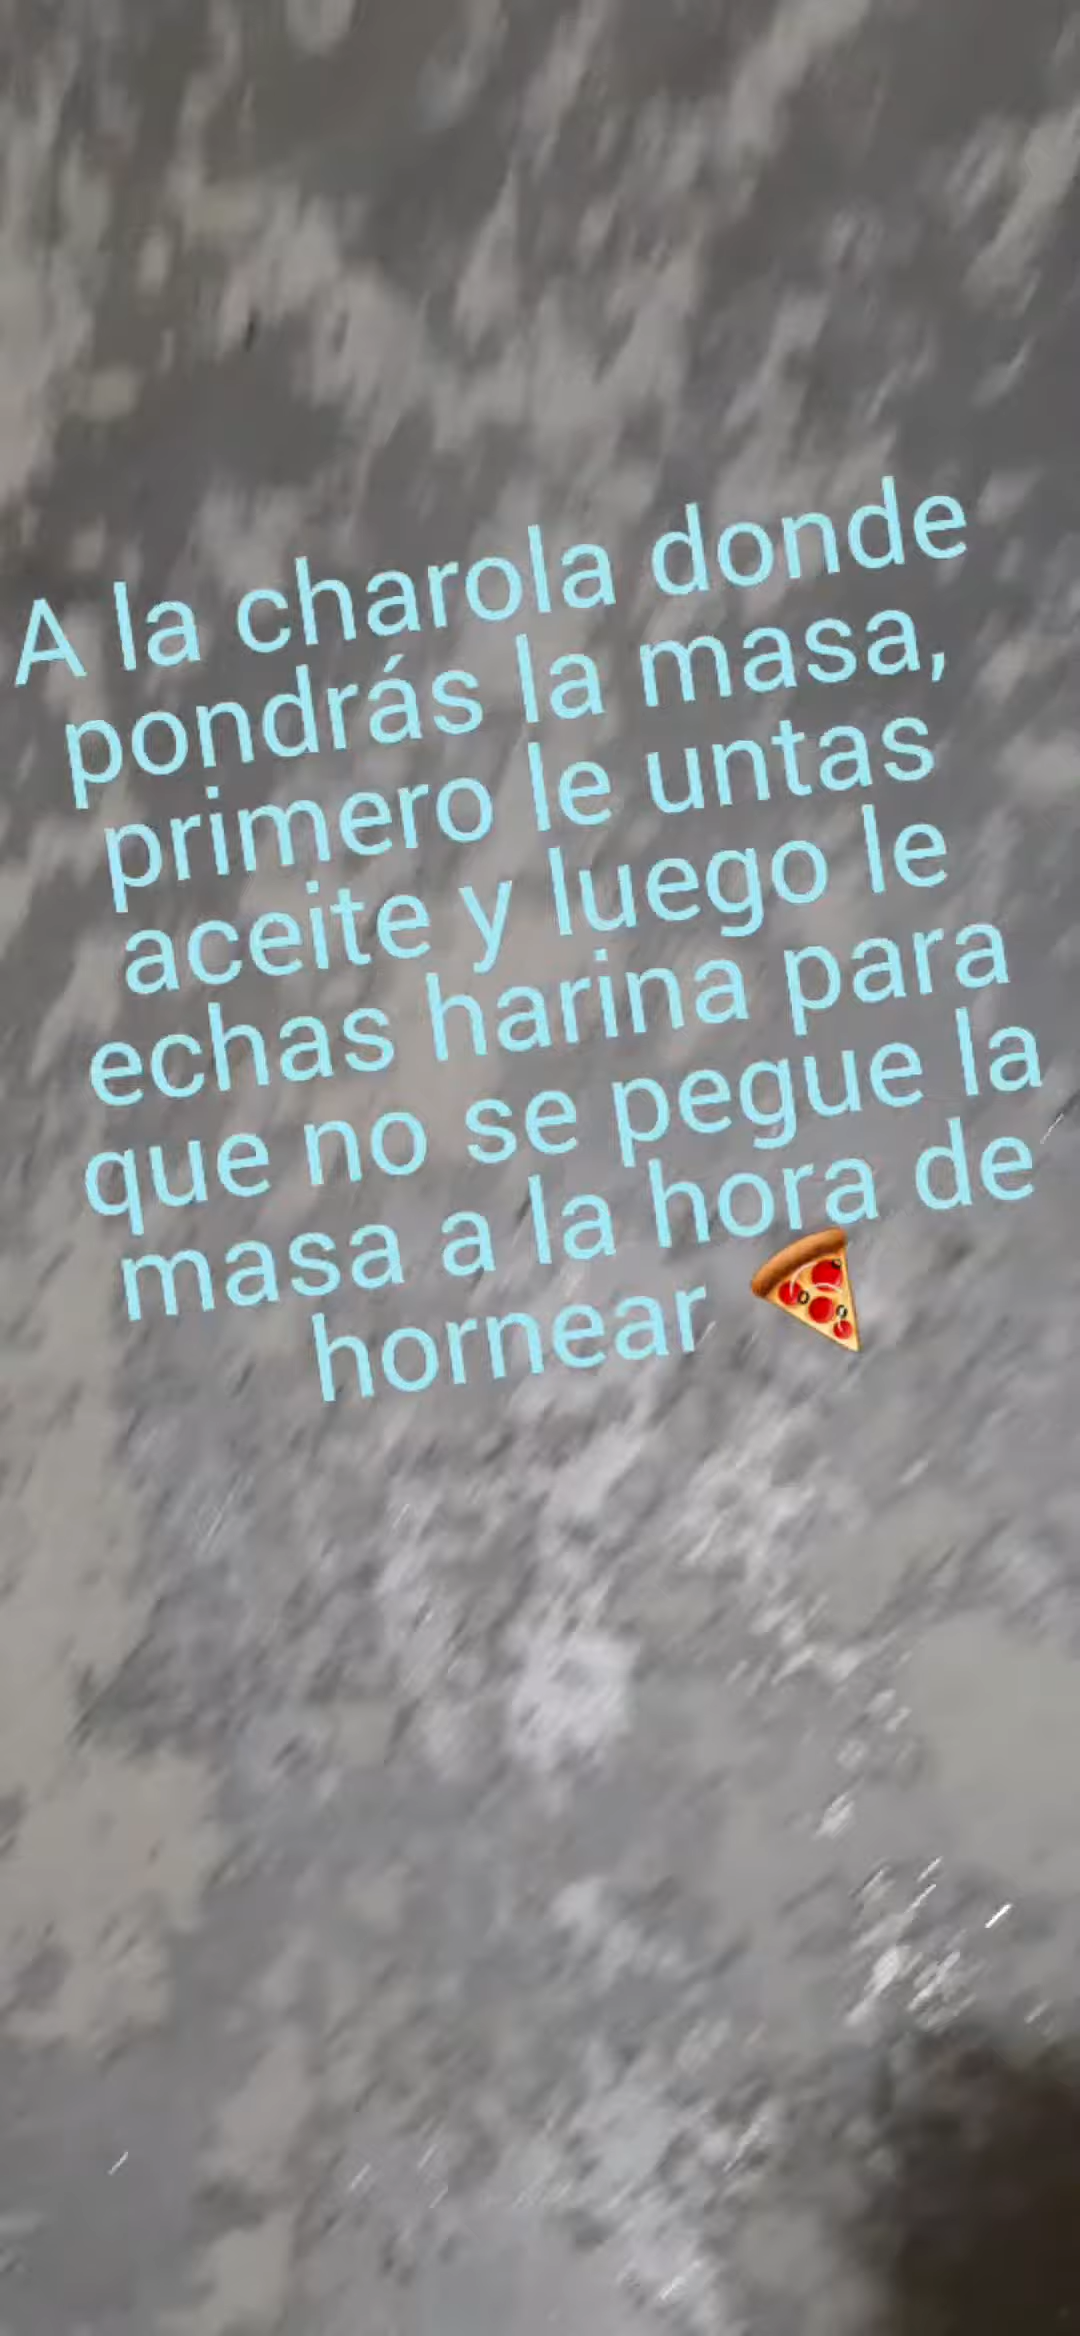 A la charola donde
pondrás la masa,
primero le untas
aceite y luego le
echas harina para
que no se pegue la
masa a la hora de
hornear 🍕